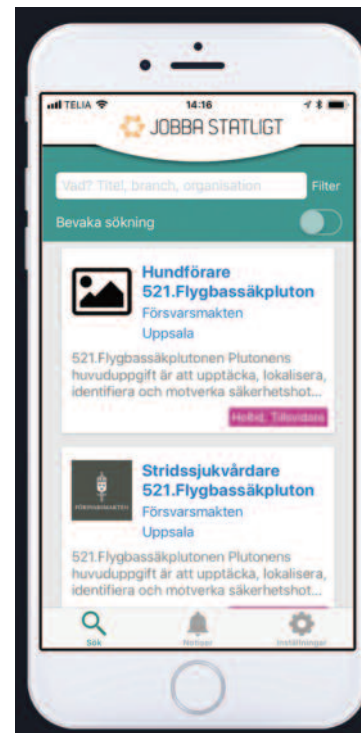 TELIA
14:16
JOBBA STATLIGT
Vad? Titel, branch, organisation
Filter
Bevaka sökning
Hundförare
521.Flygbassäkpluton
Försvarsmakten
Uppsala
521.Flygbassäkplutonen Plutonens
huvuduppgift är att upptäcka, lokalisera,
identifiera och motverka säkerhetshot...
Heltid, Tillsvidare
FÖRSVARSMAKTEN
Stridssjukvårdare
521.Flygbassäkpluton
Försvarsmakten
Uppsala
521.Flygbassäkplutonen Plutonens
huvuduppgift är att upptäcka, lokalisera,
identifiera och motverka säkerhetshot...
Sök
Notiser
Inställningar